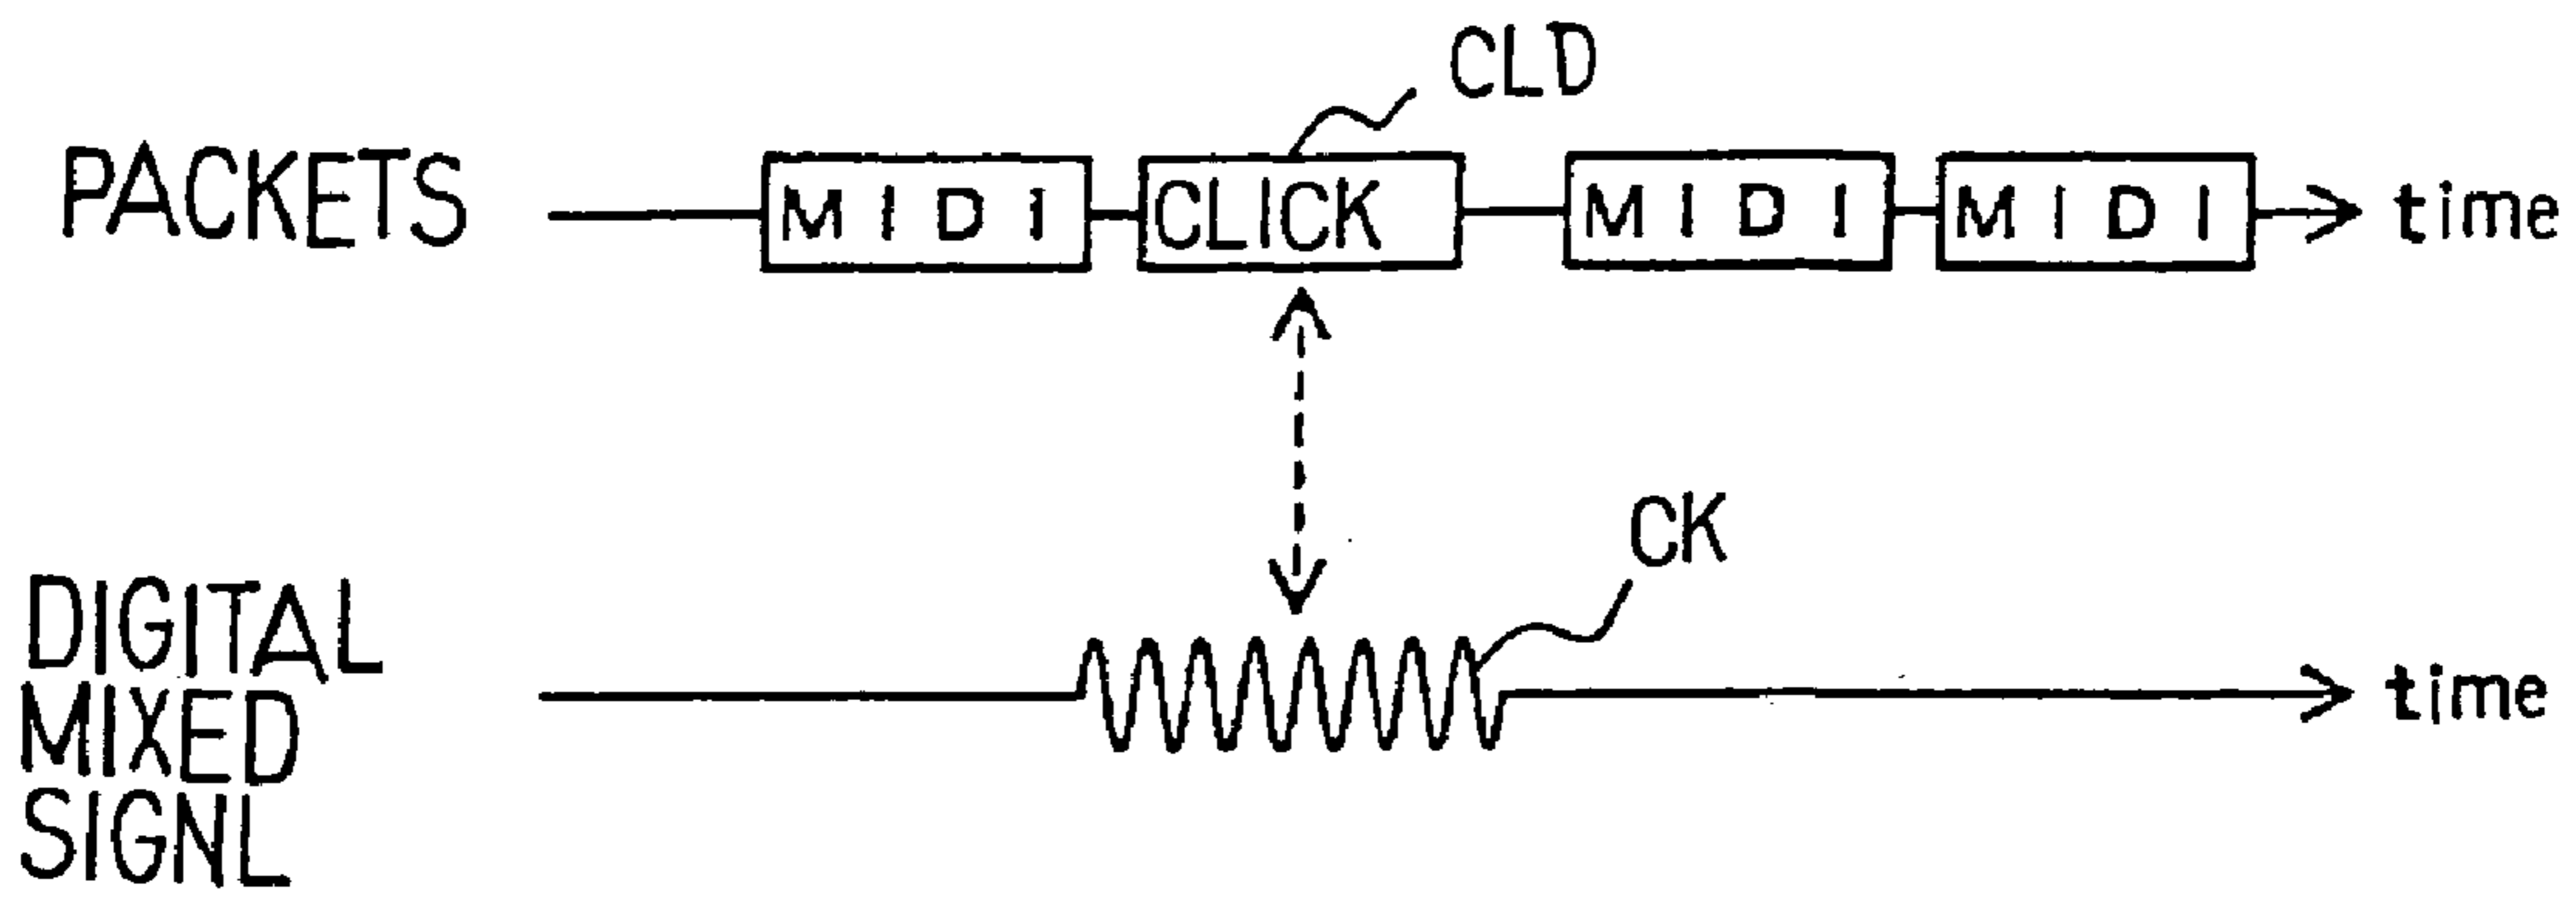 CLD
PACKETS MIDI CLICK MIDI MIDI time
CK
DIGITAL
MIXED
SIGNL
time